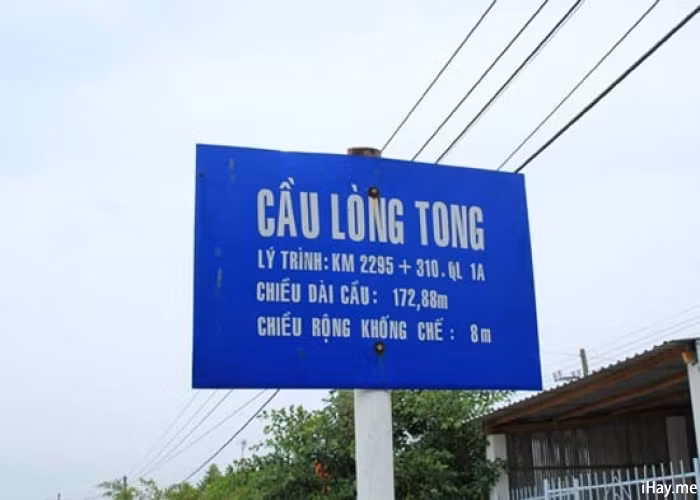 CẦU LÒNG TONG
LÝ TRÌNH: KM 2295 + 310. QL 1A
CHIỀU DÀI CẦU: 172,88m
CHIỀU RỘNG KHỐNG CHẾ: 8m
iHay.me